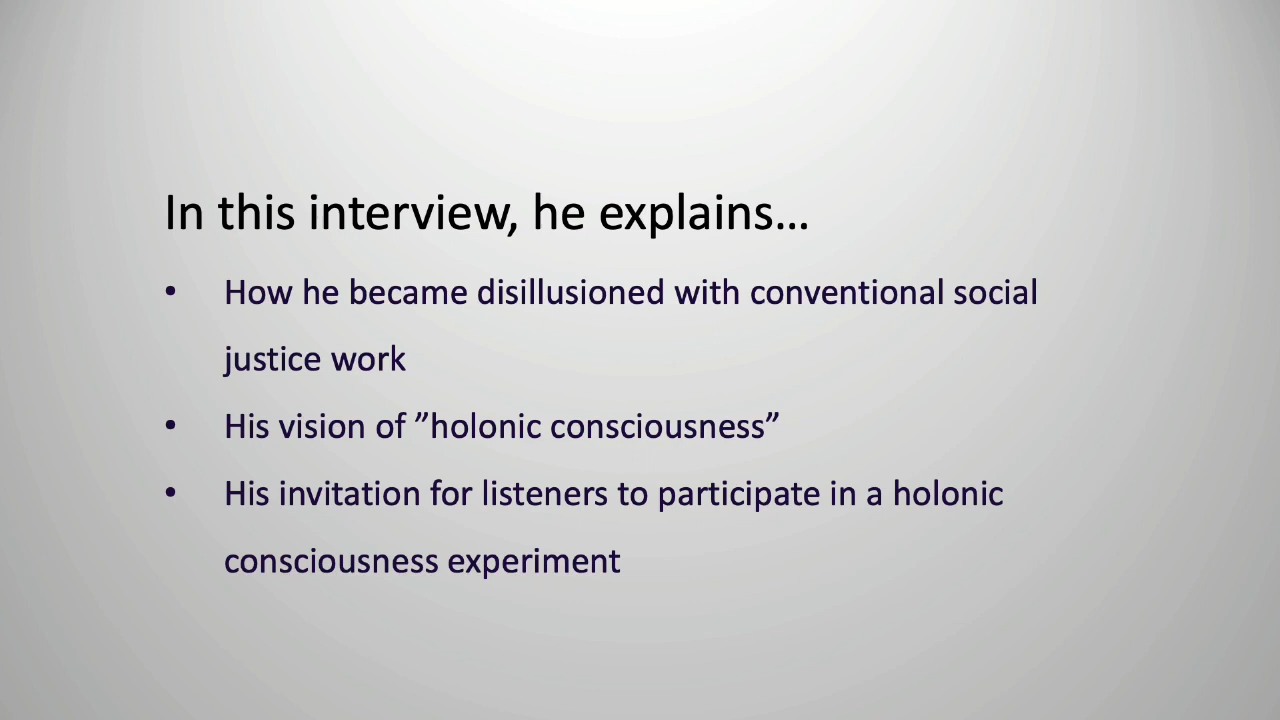 In this interview, he explains…
• How he became disillusioned with conventional social
justice work
• His vision of ”holonic consciousness”
• His invitation for listeners to participate in a holonic
consciousness experiment